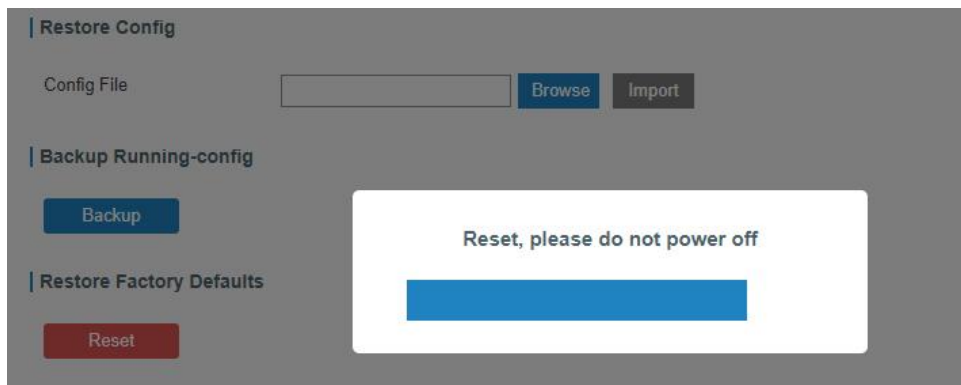 Restore Config
Config File
Browse
Import
Backup Running-config
Backup
Reset, please do not power off
Restore Factory Defaults
Reset